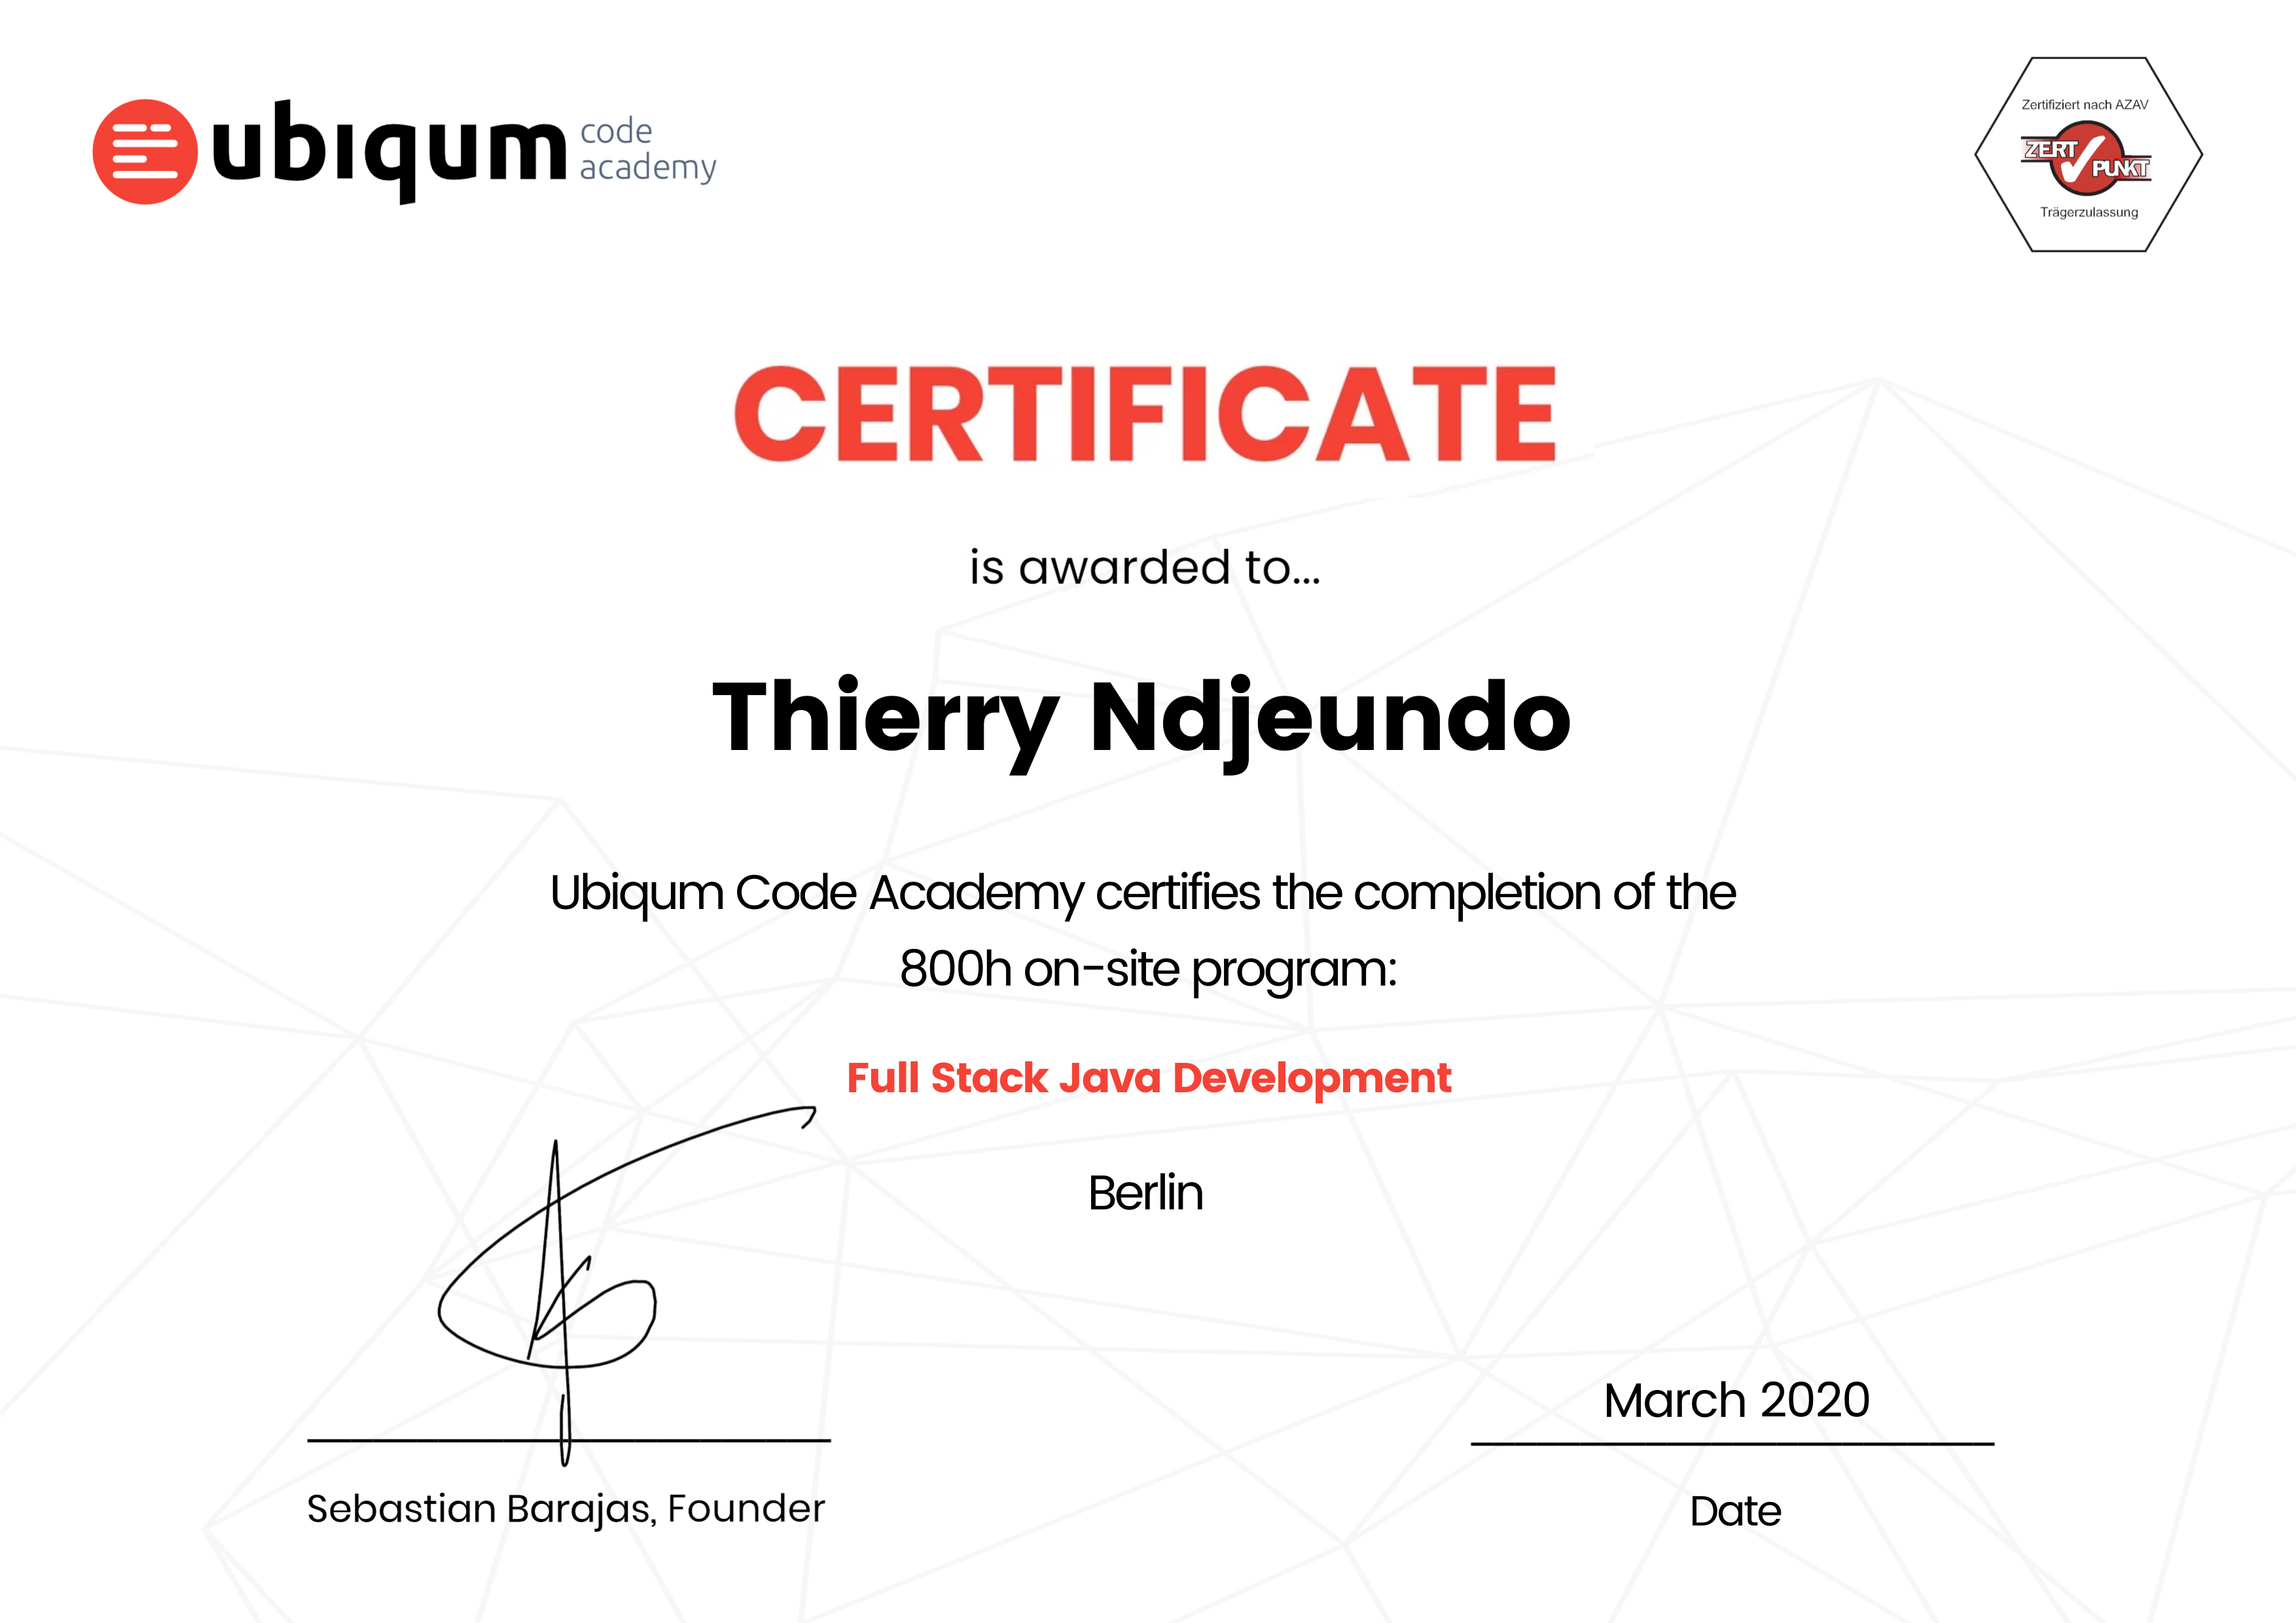 ubiqum code academy
Zertifiziert nach AZAV
ZERT PUNKT
Trägerzulassung
CERTIFICATE
is awarded to...
Thierry Ndjeundo
Ubiqum Code Academy certifies the completion of the
800h on-site program:
Full Stack Java Development
Berlin
March 2020
Sebastian Barajas, Founder
Date